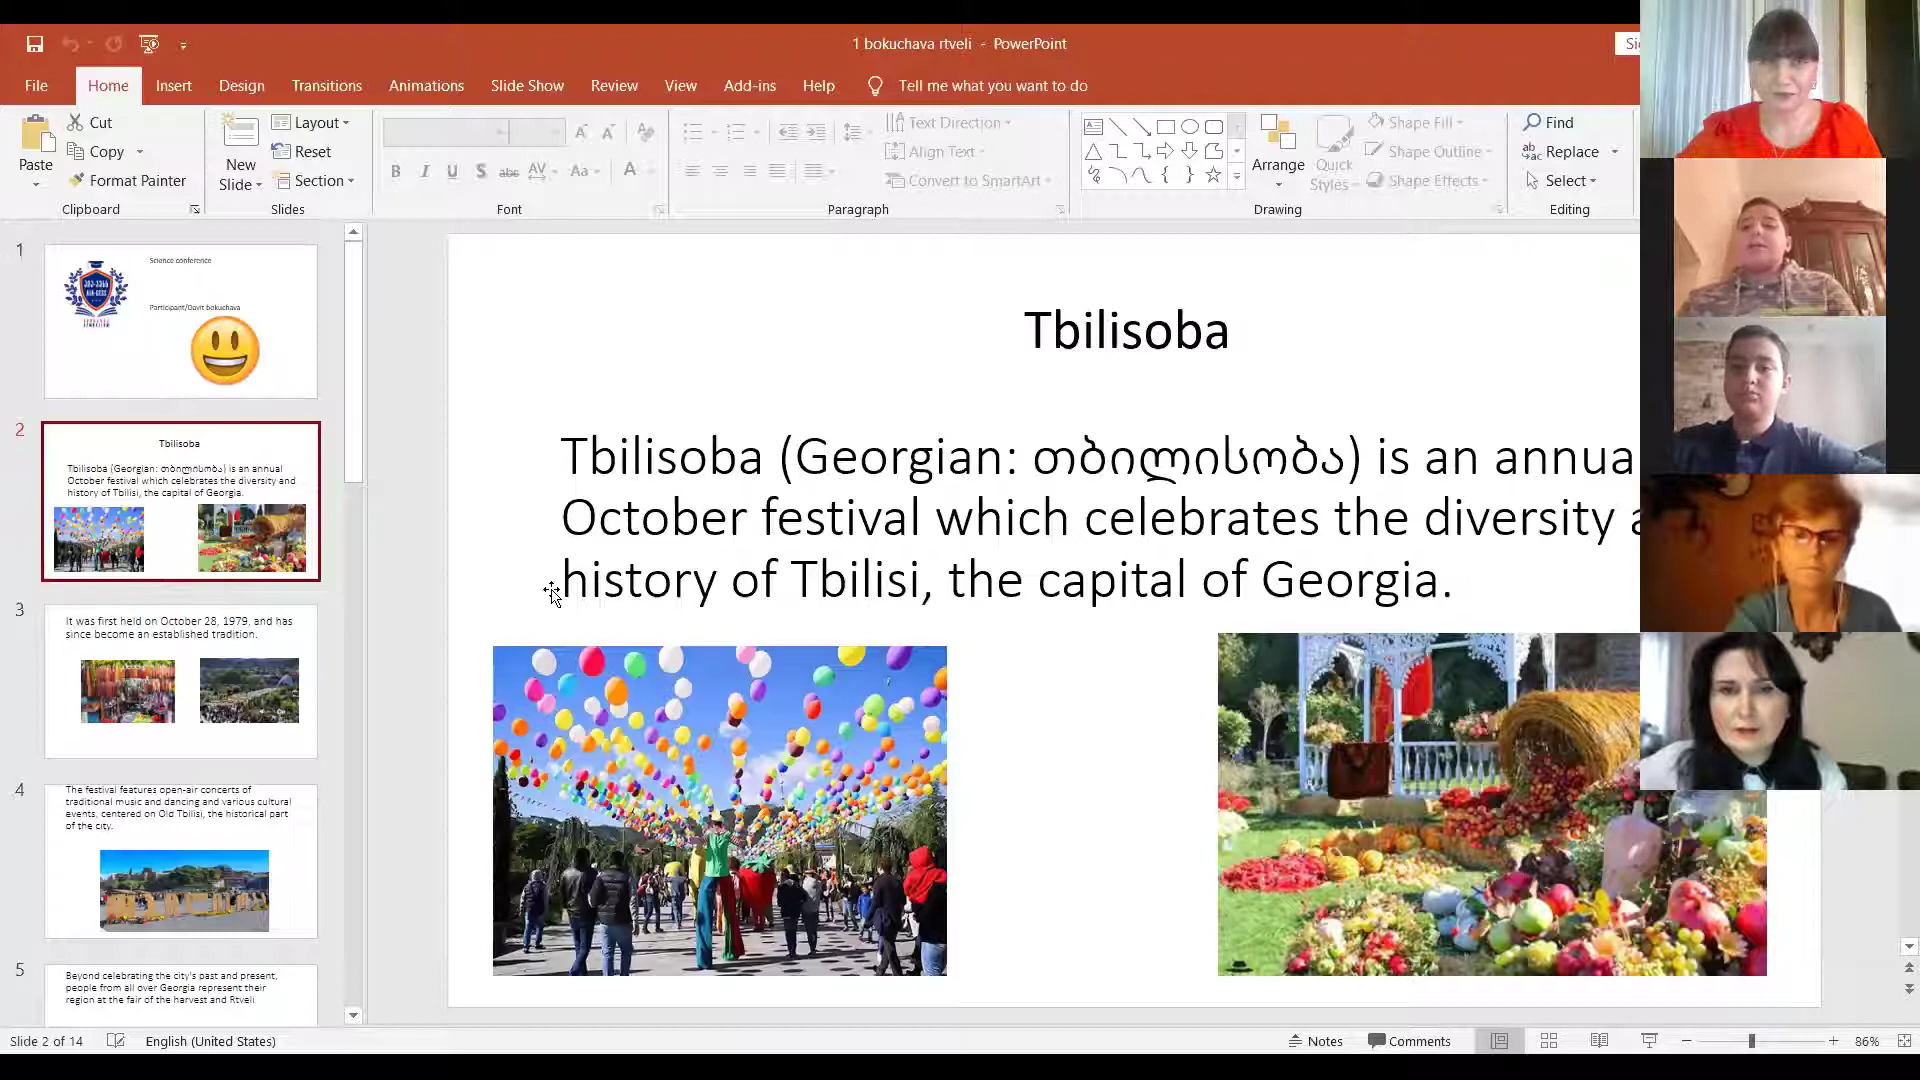 1 bokuchava rtveli - PowerPoint
File Home Insert Design Transitions Animations Slide Show Review View Add-ins Help Tell me what you want to do
Paste
Cut
Copy
Format Painter
Clipboard
New Slide
Layout
Reset
Section
Slides
B I U S abc AV Aa A
Font
Text Direction
Align Text
Convert to SmartArt
Paragraph
Arrange
Quick Styles
Shape Fill
Shape Outline
Shape Effects
Drawing
Find
Replace
Select
Editing
1
Science conference
Participant/Davit bokuchava
2
Tbilisoba
Tbilisoba (Georgian: თბილისობა) is an annual
October festival which celebrates the diversity and
history of Tbilisi, the capital of Georgia.
3
It was first held on October 28, 1979, and has
since become an established tradition.
4
The festival features open-air concerts of
traditional music and dancing and various cultural
events, centered on Old Tbilisi, the historical part
of the city.
5
Beyond celebrating the city's past and present,
people from all over Georgia represent their
region at the fair of the harvest and Rtveli
Tbilisoba
Tbilisoba (Georgian: თბილისობა) is an annua
October festival which celebrates the diversity
history of Tbilisi, the capital of Georgia.
Slide 2 of 14 English (United States) Notes Comments 86%